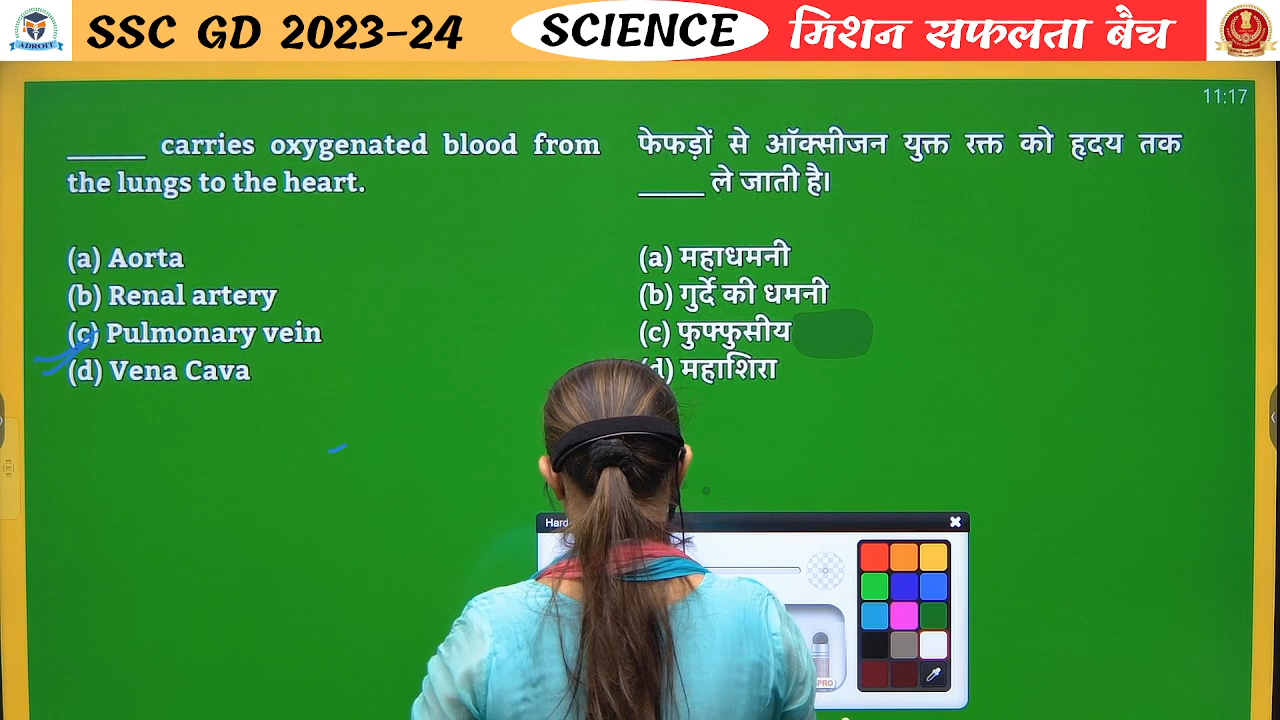 ADROIT
SSC GD 2023-24
SCIENCE
मिशन सफलता बैच
11:17
______ carries oxygenated blood from
the lungs to the heart.
(a) Aorta
(b) Renal artery
(c) Pulmonary vein
(d) Vena Cava
फेफड़ों से ऑक्सीजन युक्त रक्त को हृदय तक
_____ ले जाती है।
(a) महाधमनी
(b) गुर्दे की धमनी
(c) फुफ्फुसीय
(d) महाशिरा
Hard
PRO